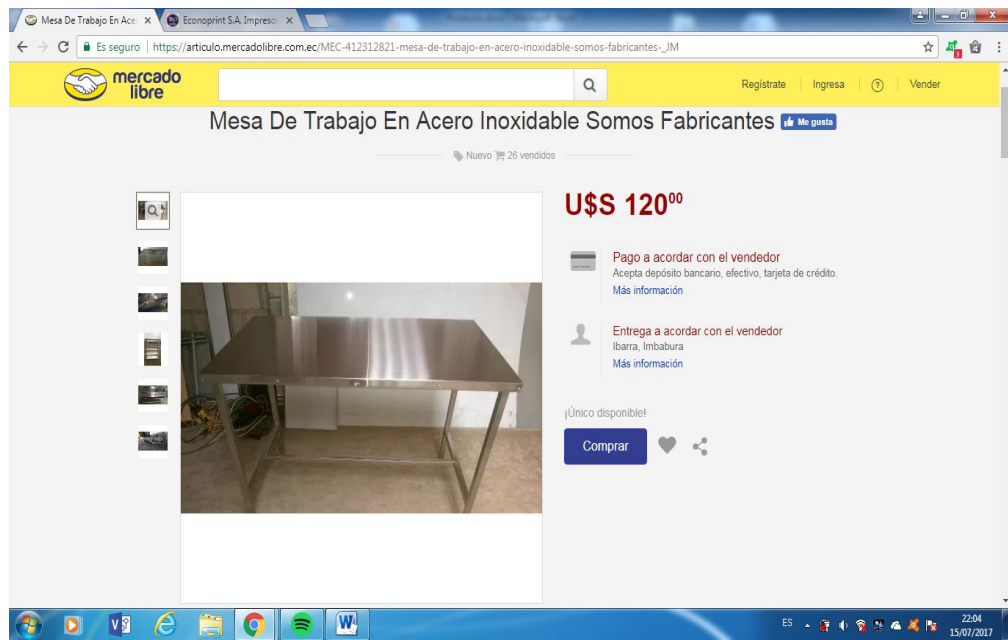 Mesa De Trabajo En Ace
Econoprint S.A. Impresor
Es seguro
https://articulo.mercadolibre.com.ec/MEC-412312821-mesa-de-trabajo-en-acero-inoxidable-somos-fabricantes-_JM
mercado
libre
Regístrate
Ingresa
?
Vender
Mesa De Trabajo En Acero Inoxidable Somos Fabricantes
Me gusta
Nuevo
26 vendidos
U$S 120⁰⁰
Pago a acordar con el vendedor
Acepta depósito bancario, efectivo, tarjeta de crédito.
Más información
Entrega a acordar con el vendedor
Ibarra, Imbabura
Más información
¡Único disponible!
Comprar
ES
22:04
15/07/2017